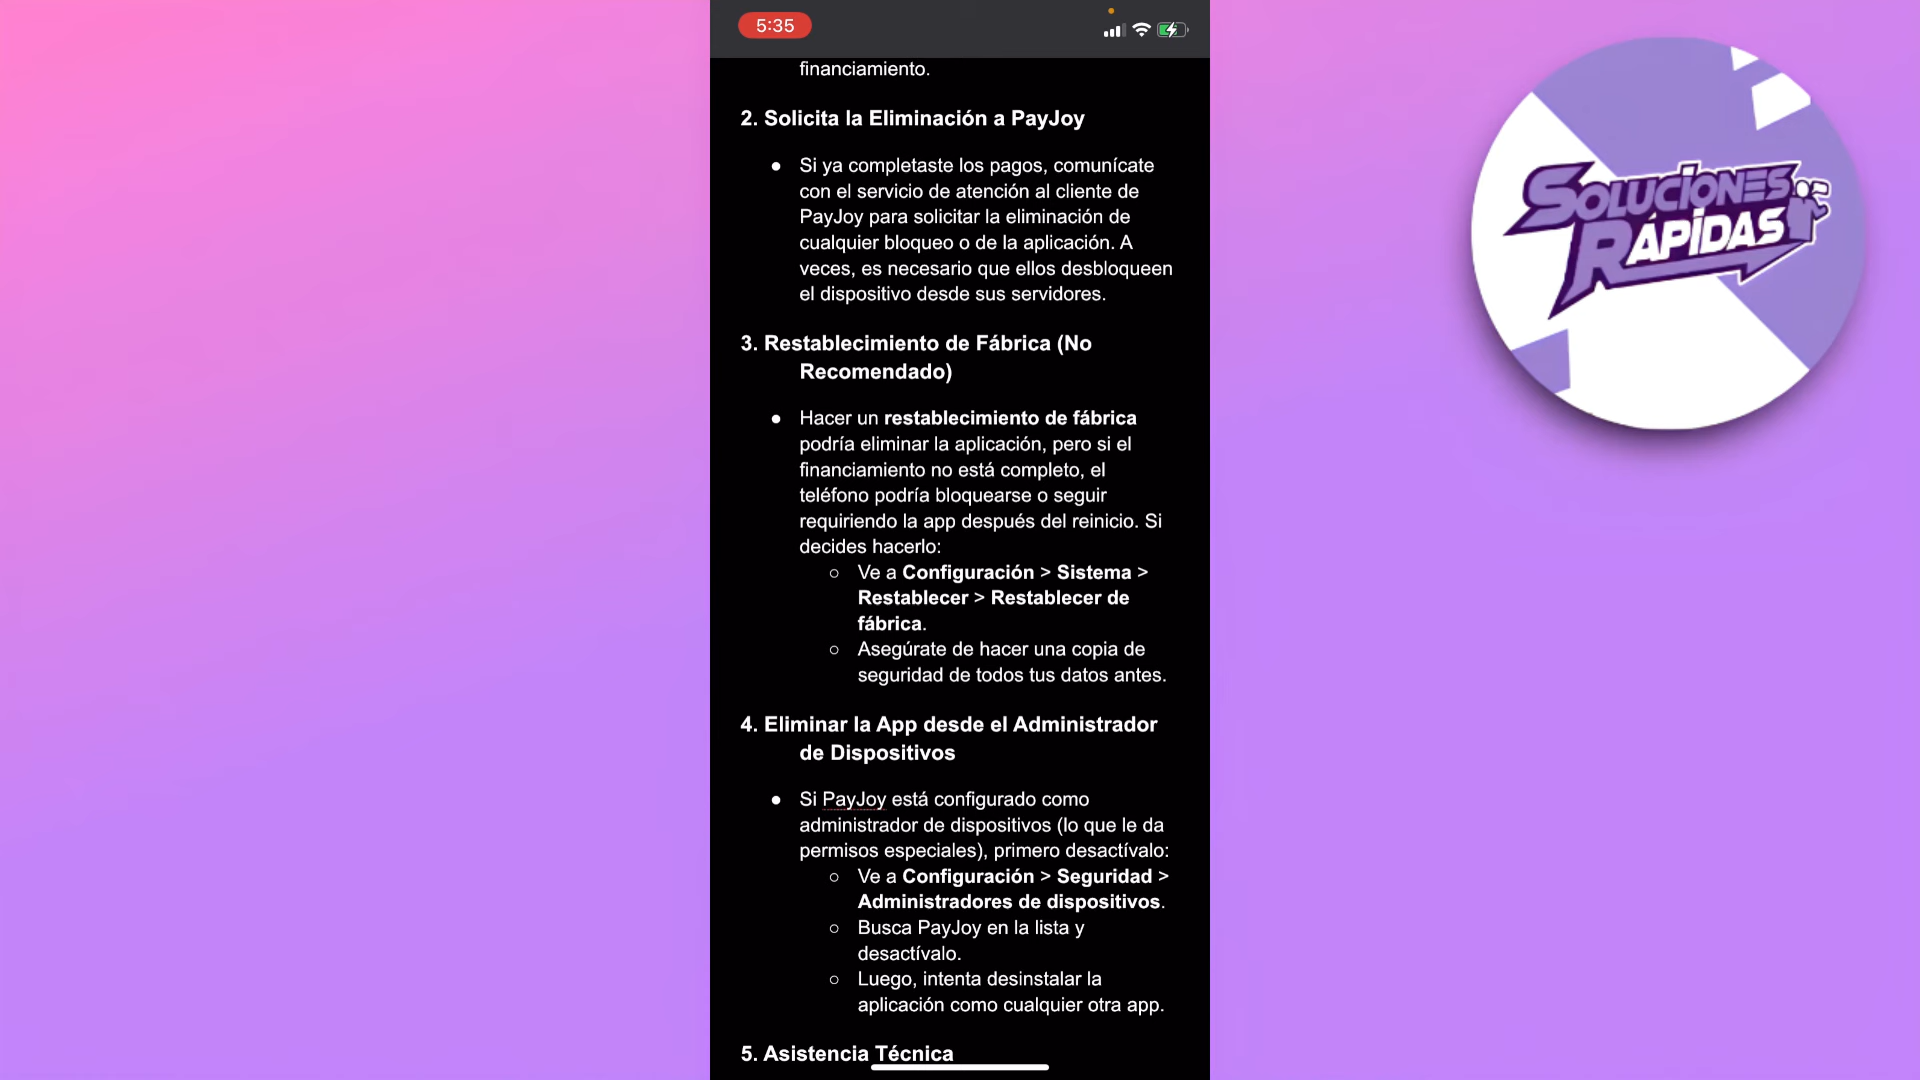 5:35
financiamiento.
2. Solicita la Eliminación a PayJoy
● Si ya completaste los pagos, comunícate
con el servicio de atención al cliente de
PayJoy para solicitar la eliminación de
cualquier bloqueo o de la aplicación. A
veces, es necesario que ellos desbloqueen
el dispositivo desde sus servidores.
3. Restablecimiento de Fábrica (No
Recomendado)
● Hacer un restablecimiento de fábrica
podría eliminar la aplicación, pero si el
financiamiento no está completo, el
teléfono podría bloquearse o seguir
requiriendo la app después del reinicio. Si
decides hacerlo:
○ Ve a Configuración > Sistema >
Restablecer > Restablecer de
fábrica.
○ Asegúrate de hacer una copia de
seguridad de todos tus datos antes.
4. Eliminar la App desde el Administrador
de Dispositivos
● Si PayJoy está configurado como
administrador de dispositivos (lo que le da
permisos especiales), primero desactívalo:
○ Ve a Configuración > Seguridad >
Administradores de dispositivos.
○ Busca PayJoy en la lista y
desactívalo.
○ Luego, intenta desinstalar la
aplicación como cualquier otra app.
5. Asistencia Técnica
SOLUCIONES
RÁPIDAS